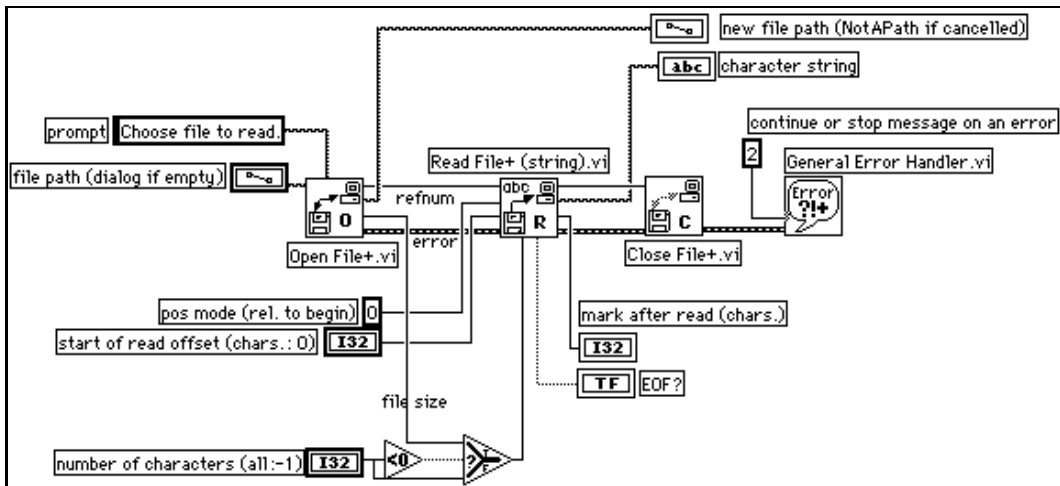 new file path (NotAPath if cancelled)
abc
character string
prompt
Choose file to read.
continue or stop message on an error
2
Read File+ (string).vi
General Error Handler.vi
file path (dialog if empty)
abc
Error
?!+
refnum
O
R
C
error
Open File+.vi
Close File+.vi
pos mode (rel. to begin)
0
mark after read (chars.)
start of read offset (chars.: 0)
I32
I32
TF
EOF?
file size
number of characters (all:-1)
I32
<0
?
T
F